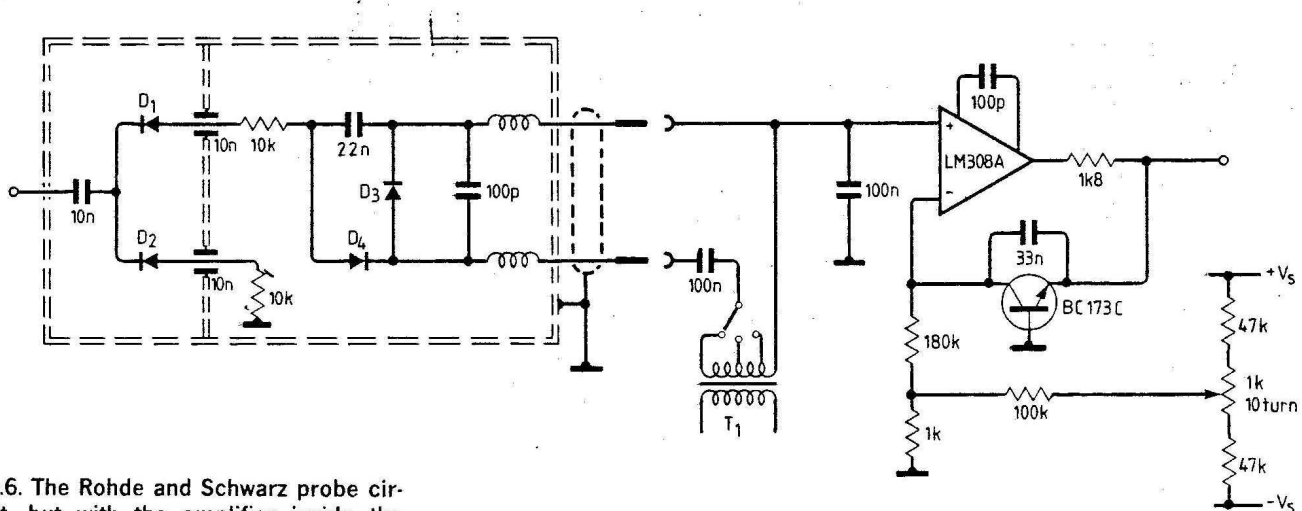 D1
D2
10n
10n
10n
10k
10k
22n
D3
D4
100p
100n
T1
100n
100p
+
LM308A
-
1k8
33n
BC173C
180k
1k
100k
+Vs
47k
1k
10turn
47k
-Vs
.6. The Rohde and Schwarz probe cir-
but with the amplifier inside the